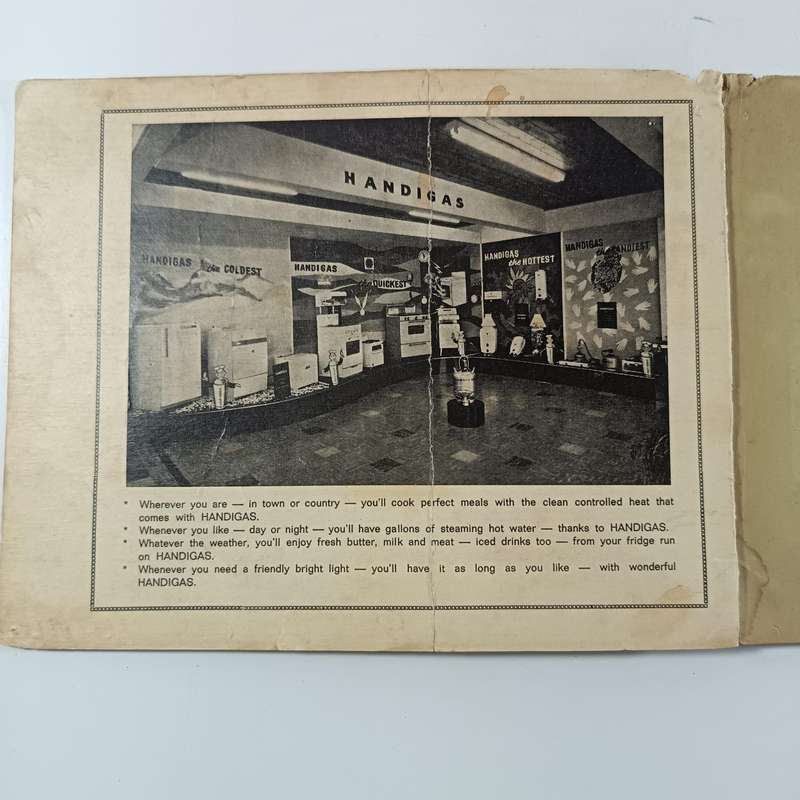 HANDIGAS
HANDIGAS the COLDEST
HANDIGAS the QUICKEST
HANDIGAS the HOTTEST
HANDIGAS the HANDIEST
* Wherever you are — in town or country — you'll cook perfect meals with the clean controlled heat that
comes with HANDIGAS.
* Whenever you like — day or night — you'll have gallons of steaming hot water — thanks to HANDIGAS.
* Whatever the weather, you'll enjoy fresh butter, milk and meat — iced drinks too — from your fridge run
on HANDIGAS.
* Whenever you need a friendly bright light — you'll have it as long as you like — with wonderful
HANDIGAS.